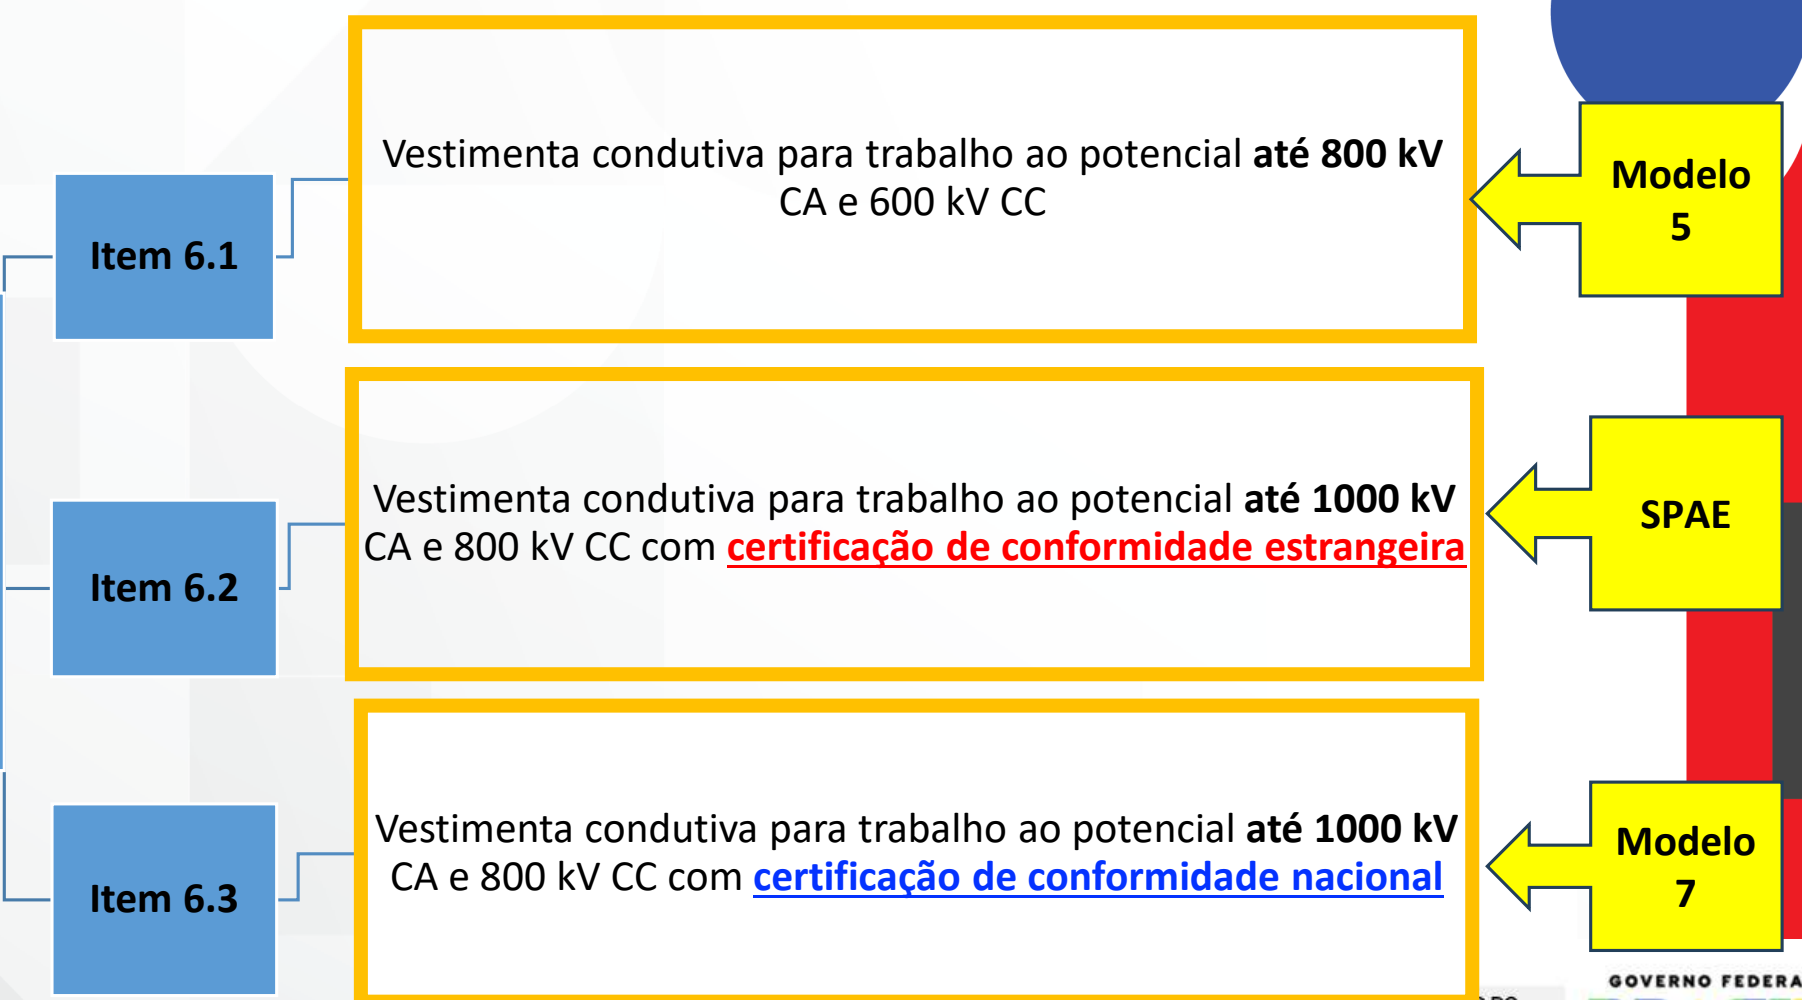 Item 6.1
Vestimenta condutiva para trabalho ao potencial até 800 kV
CA e 600 kV CC
Modelo
5
Item 6.2
Vestimenta condutiva para trabalho ao potencial até 1000 kV
CA e 800 kV CC com certificação de conformidade estrangeira
SPAE
Item 6.3
Vestimenta condutiva para trabalho ao potencial até 1000 kV
CA e 800 kV CC com certificação de conformidade nacional
Modelo
7
GOVERNO FEDERA